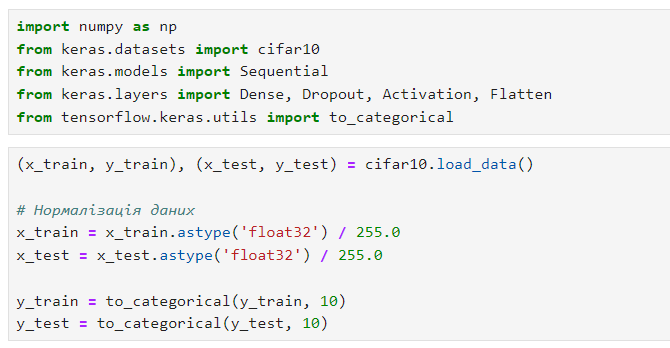 import numpy as np
from keras.datasets import cifar10
from keras.models import Sequential
from keras.layers import Dense, Dropout, Activation, Flatten
from tensorflow.keras.utils import to_categorical
(x_train, y_train), (x_test, y_test) = cifar10.load_data()
# Нормалізація даних
x_train = x_train.astype('float32') / 255.0
x_test = x_test.astype('float32') / 255.0
y_train = to_categorical(y_train, 10)
y_test = to_categorical(y_test, 10)